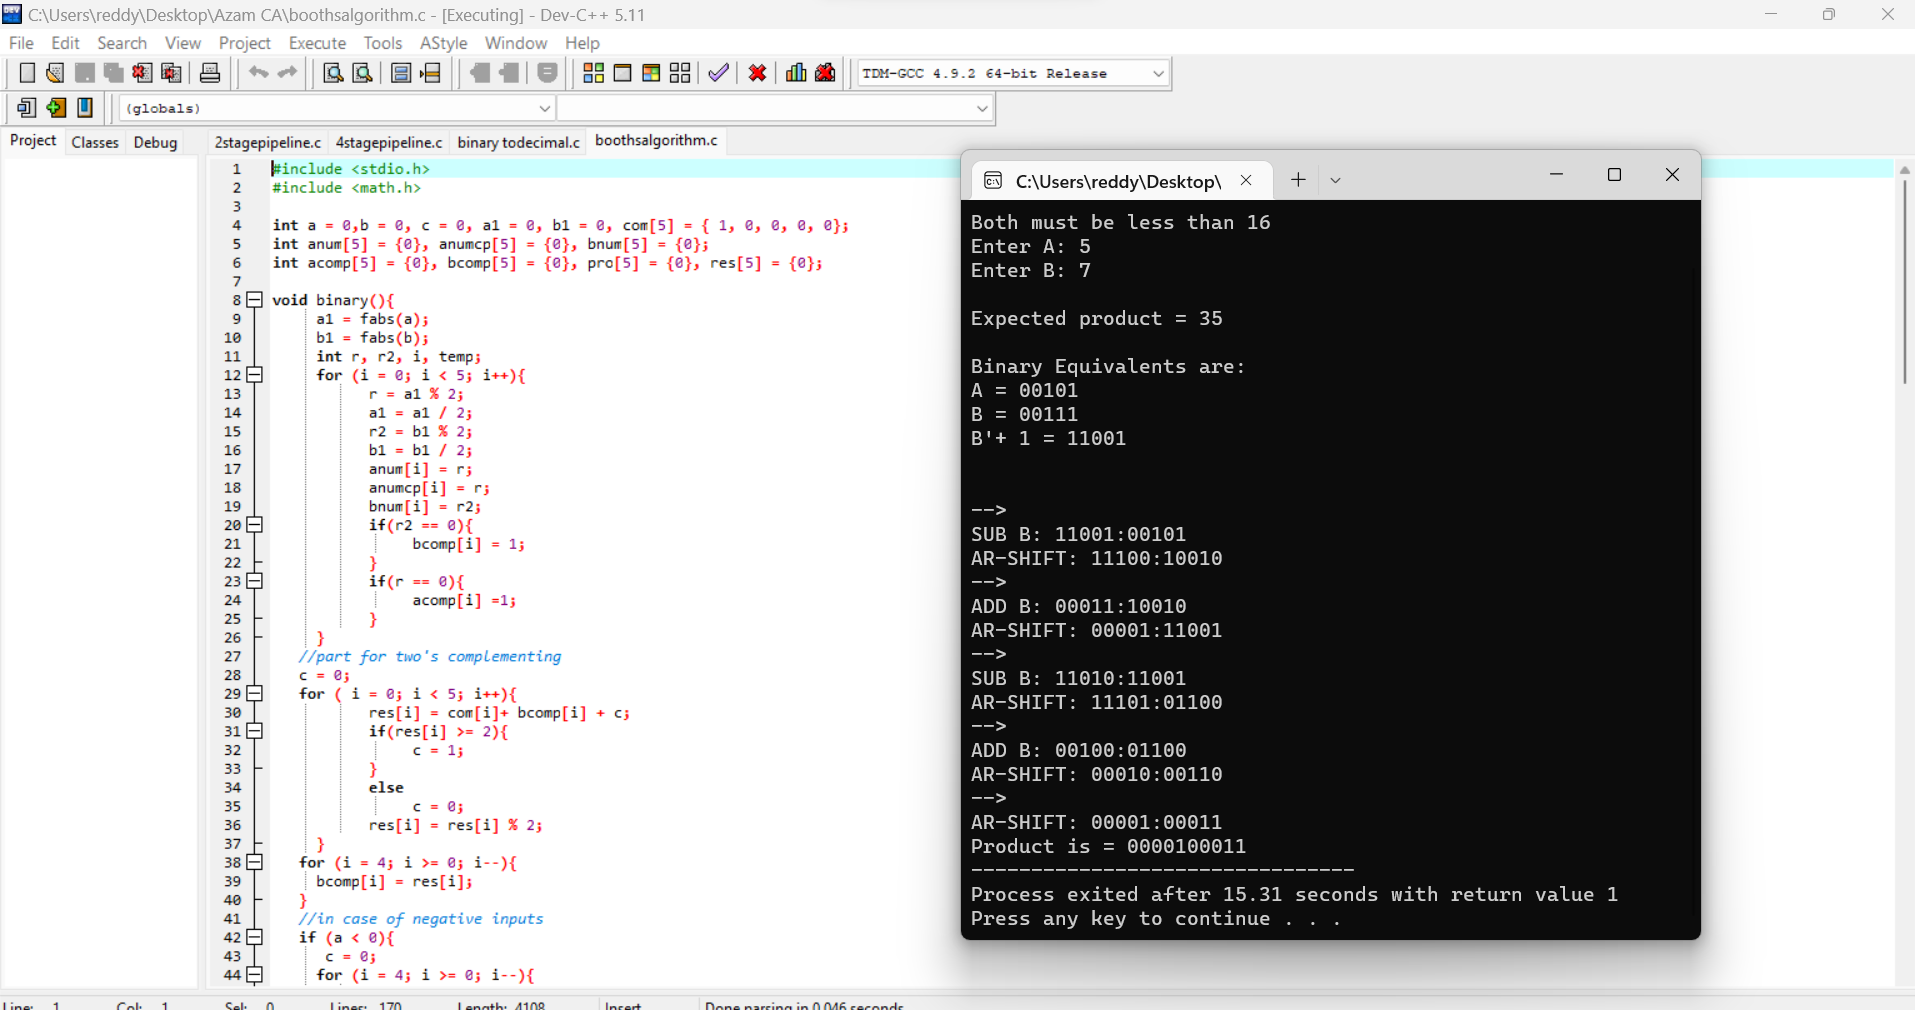 C:\Users\reddy\Desktop\Azam CA\boothsalgorithm.c - [Executing] - Dev-C++ 5.11
File Edit Search View Project Execute Tools AStyle Window Help
TDM-GCC 4.9.2 64-bit Release
(globals)
Project Classes Debug
2stagepipeline.c 4stagepipeline.c binary todecimal.c boothsalgorithm.c
1 #include <stdio.h>
2 #include <math.h>
3
4 int a = 0,b = 0, c = 0, a1 = 0, b1 = 0, com[5] = { 1, 0, 0, 0, 0};
5 int anum[5] = {0}, anumcp[5] = {0}, bnum[5] = {0};
6 int acomp[5] = {0}, bcomp[5] = {0}, pro[5] = {0}, res[5] = {0};
7
8 void binary(){
9 a1 = fabs(a);
10 b1 = fabs(b);
11 int r, r2, i, temp;
12 for (i = 0; i < 5; i++){
13 r = a1 % 2;
14 a1 = a1 / 2;
15 r2 = b1 % 2;
16 b1 = b1 / 2;
17 anum[i] = r;
18 anumcp[i] = r;
19 bnum[i] = r2;
20 if(r2 == 0){
21 bcomp[i] = 1;
22 }
23 if(r == 0){
24 acomp[i] =1;
25 }
26 }
27 //part for two's complementing
28 c = 0;
29 for ( i = 0; i < 5; i++){
30 res[i] = com[i]+ bcomp[i] + c;
31 if(res[i] >= 2){
32 c = 1;
33 }
34 else
35 c = 0;
36 res[i] = res[i] % 2;
37 }
38 for (i = 4; i >= 0; i--){
39 bcomp[i] = res[i];
40 }
41 //in case of negative inputs
42 if (a < 0){
43 c = 0;
44 for (i = 4; i >= 0; i--){
C:\Users\reddy\Desktop\
Both must be less than 16
Enter A: 5
Enter B: 7
Expected product = 35
Binary Equivalents are:
A = 00101
B = 00111
B'+ 1 = 11001
-->
SUB B: 11001:00101
AR-SHIFT: 11100:10010
-->
ADD B: 00011:10010
AR-SHIFT: 00001:11001
-->
SUB B: 11010:11001
AR-SHIFT: 11101:01100
-->
ADD B: 00100:01100
AR-SHIFT: 00010:00110
-->
AR-SHIFT: 00001:00011
Product is = 0000100011
--------------------------------
Process exited after 15.31 seconds with return value 1
Press any key to continue . . .
Line: 1 Col: 1 Sel: 0 Lines: 170 Length: 4108 Insert Done parsing in 0.046 seconds